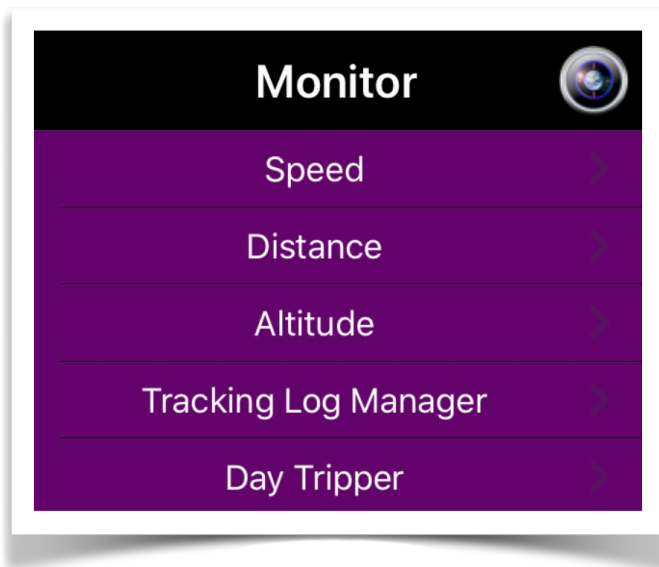 Monitor
Speed
Distance
Altitude
Tracking Log Manager
Day Tripper